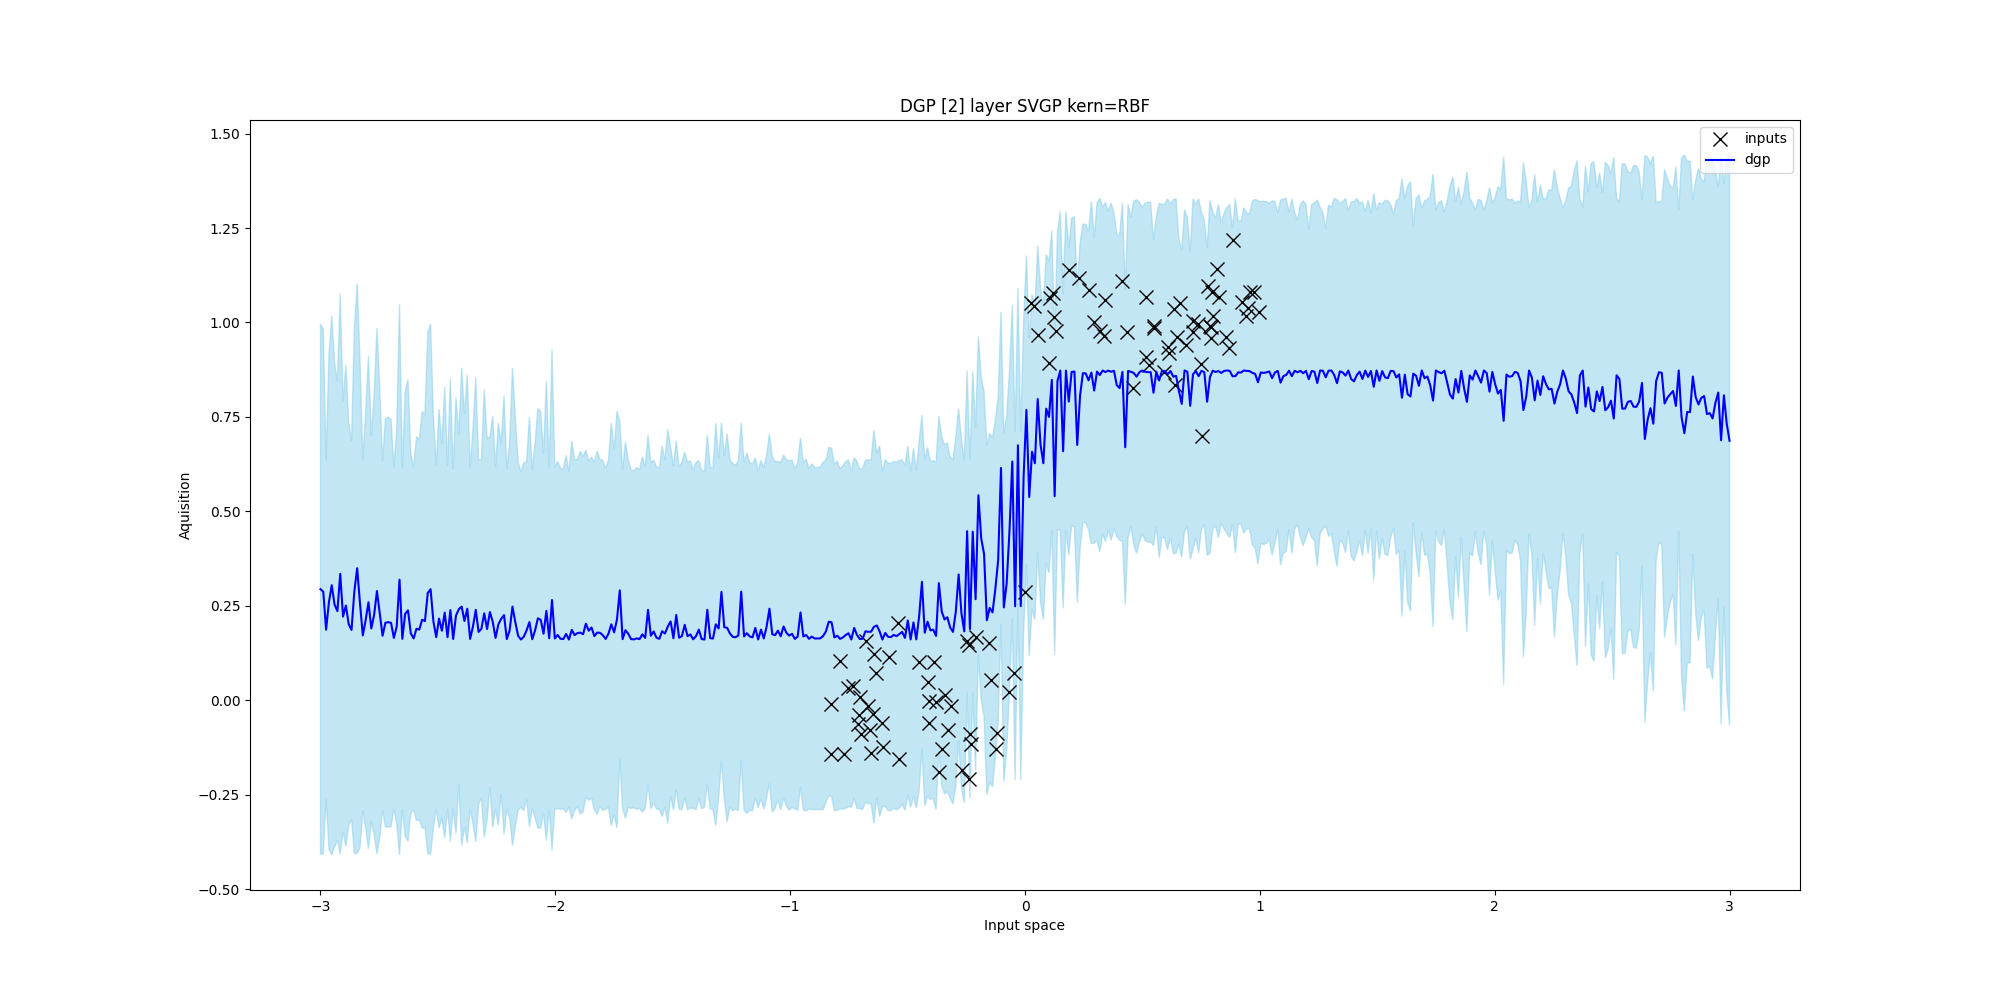 DGP [2] layer SVGP kern=RBF
inputs
dgp
1.50
1.25
1.00
0.75
0.50
0.25
0.00
−0.25
−0.50
Aquisition
−3 −2 −1 0 1 2 3
Input space